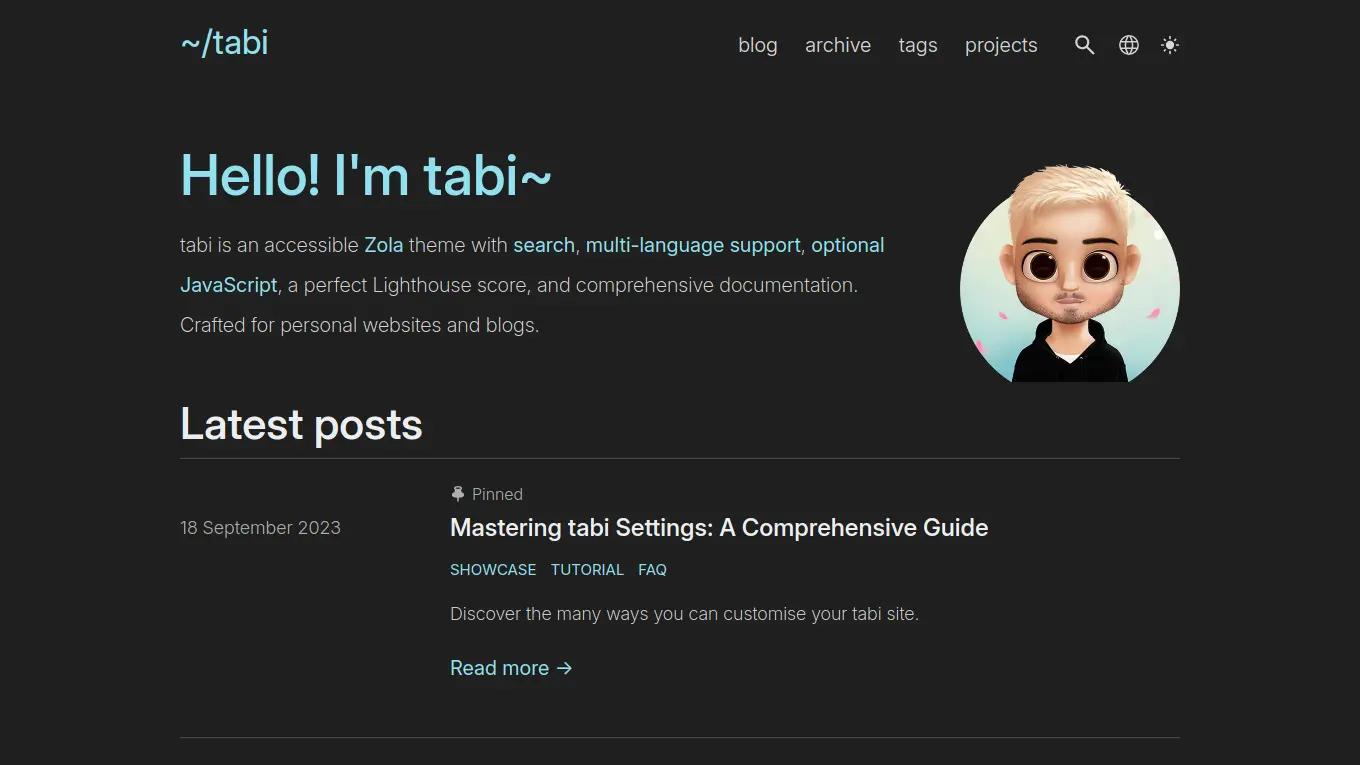 ~/tabi
blog archive tags projects
Hello! I'm tabi~
tabi is an accessible Zola theme with search, multi-language support, optional
JavaScript, a perfect Lighthouse score, and comprehensive documentation.
Crafted for personal websites and blogs.
Latest posts
Pinned
18 September 2023
Mastering tabi Settings: A Comprehensive Guide
SHOWCASE TUTORIAL FAQ
Discover the many ways you can customise your tabi site.
Read more →